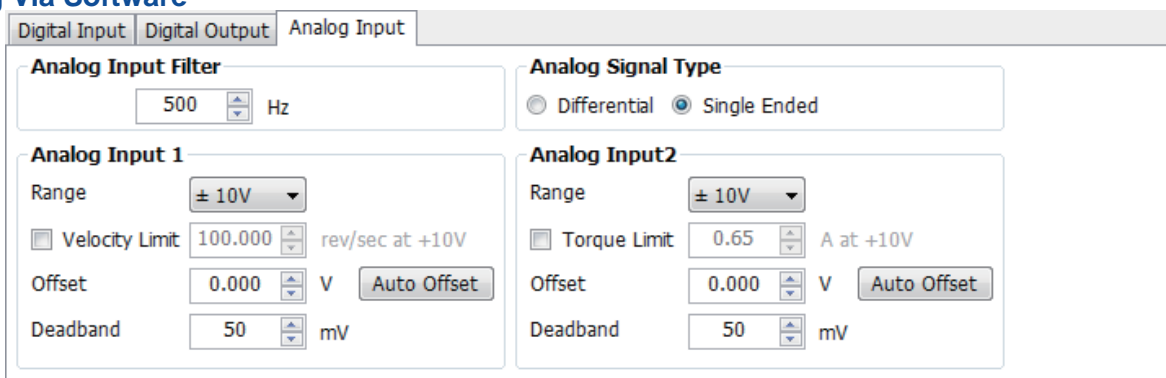 Via Software
Digital Input Digital Output Analog Input
Analog Input Filter
500 Hz
Analog Signal Type
Differential Single Ended
Analog Input 1
Range ± 10V
Velocity Limit 100.000 rev/sec at +10V
Offset 0.000 V Auto Offset
Deadband 50 mV
Analog Input2
Range ± 10V
Torque Limit 0.65 A at +10V
Offset 0.000 V Auto Offset
Deadband 50 mV